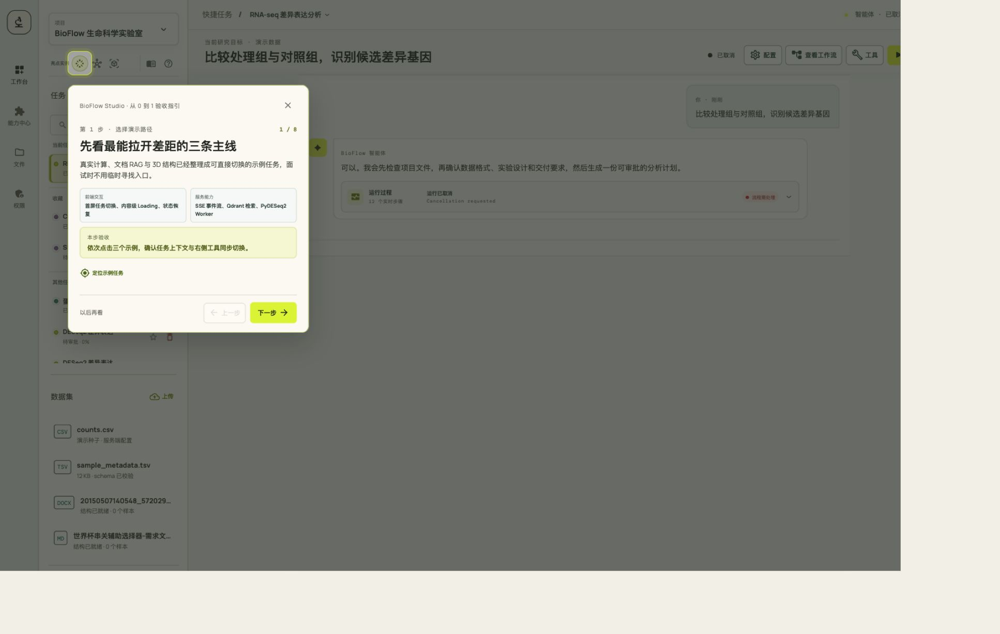 项目
BioFlow 生命科学实验室
亮点实例
工作台
能力中心
文件
权限
快捷任务 / RNA-seq 差异表达分析
智能体 · 已取
当前研究目标 · 演示数据
比较处理组与对照组，识别候选差异基因
已取消
配置
查看工作流
工具
任务
当前任
收藏
其他任
BioFlow Studio · 从 0 到 1 验收指引
第 1 步 · 选择演示路径
1 / 8
先看最能拉开差距的三条主线
真实计算、文档 RAG 与 3D 结构已经整理成可直接切换的示例任务，面
试时不用临时寻找入口。
前端交互
首屏任务切换、内容级 Loading、状态恢
复
服务能力
SSE 事件流、Qdrant 检索、PyDESeq2
Worker
本步验收
依次点击三个示例，确认任务上下文与右侧工具同步切换。
定位示例任务
以后再看
上一步
下一步
你 · 刚刚
比较处理组与对照组，识别候选差异基因
BioFlow 智能体
可以。我会先检查项目文件，再确认数据格式、实验设计和交付要求，然后生成一份可审批的分析计划。
运行过程
12 个实时步骤
运行已取消
Cancellation requested
流程需处理
DESeq2 差异表达
待审批 · 0%
DESeq2 差异表达
数据集
上传
CSV
counts.csv
演示种子 · 服务端配置
TSV
sample_metadata.tsv
12 KB · schema 已校验
DOCX
20150507140548_572029...
结构已就绪 · 0 个样本
MD
世界杯串关辅助选择器-需求文...
结构已就绪 · 0 个样本